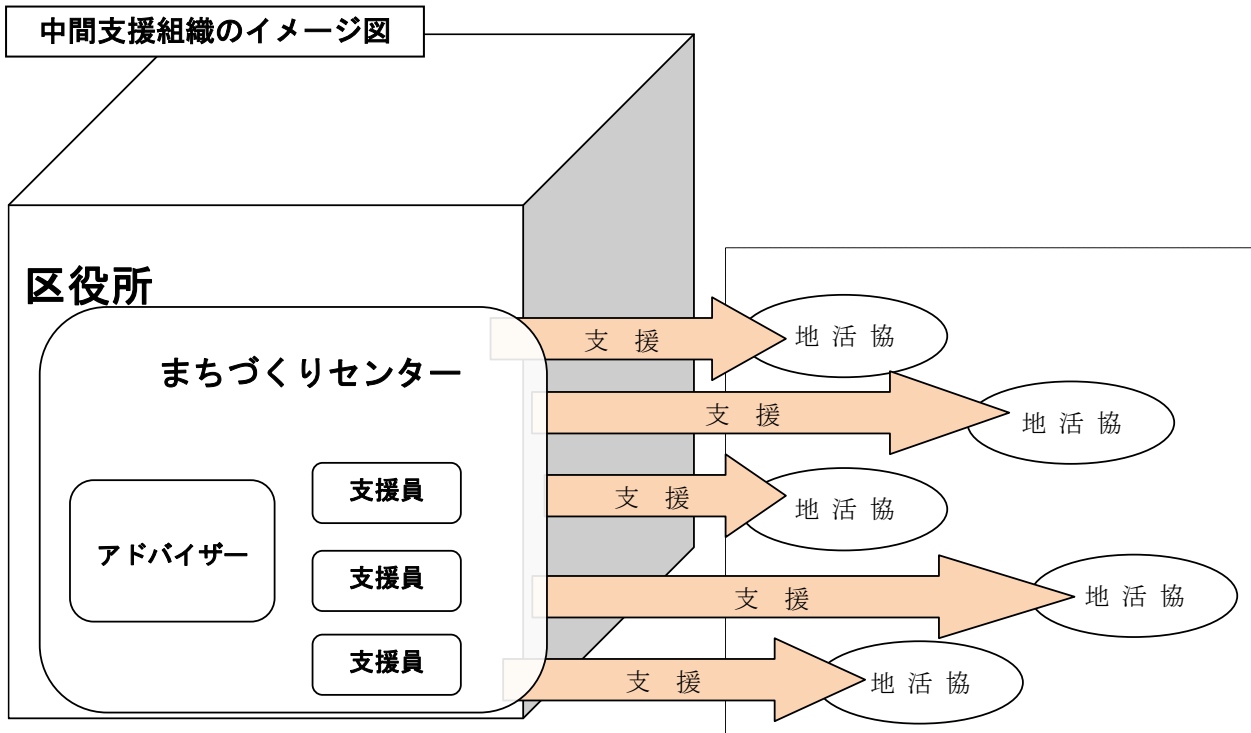 中間支援組織のイメージ図
区役所
まちづくりセンター
アドバイザー
支援員
支援員
支援員
支 援
地 活 協
支 援
地 活 協
支 援
地 活 協
支 援
地 活 協
支 援
地 活 協